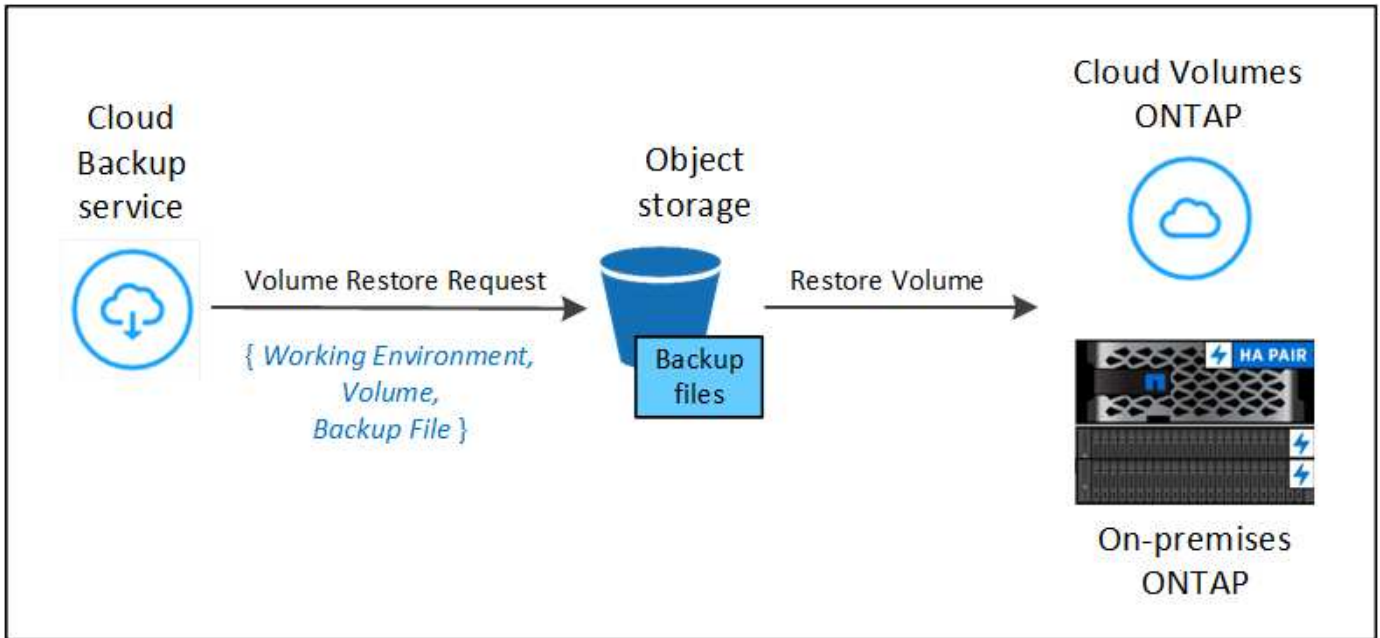 Cloud
Backup
service
Volume Restore Request
{ Working Environment,
Volume,
Backup File }
Object
storage
Backup
files
Restore Volume
Cloud Volumes
ONTAP
HA PAIR
On-premises
ONTAP